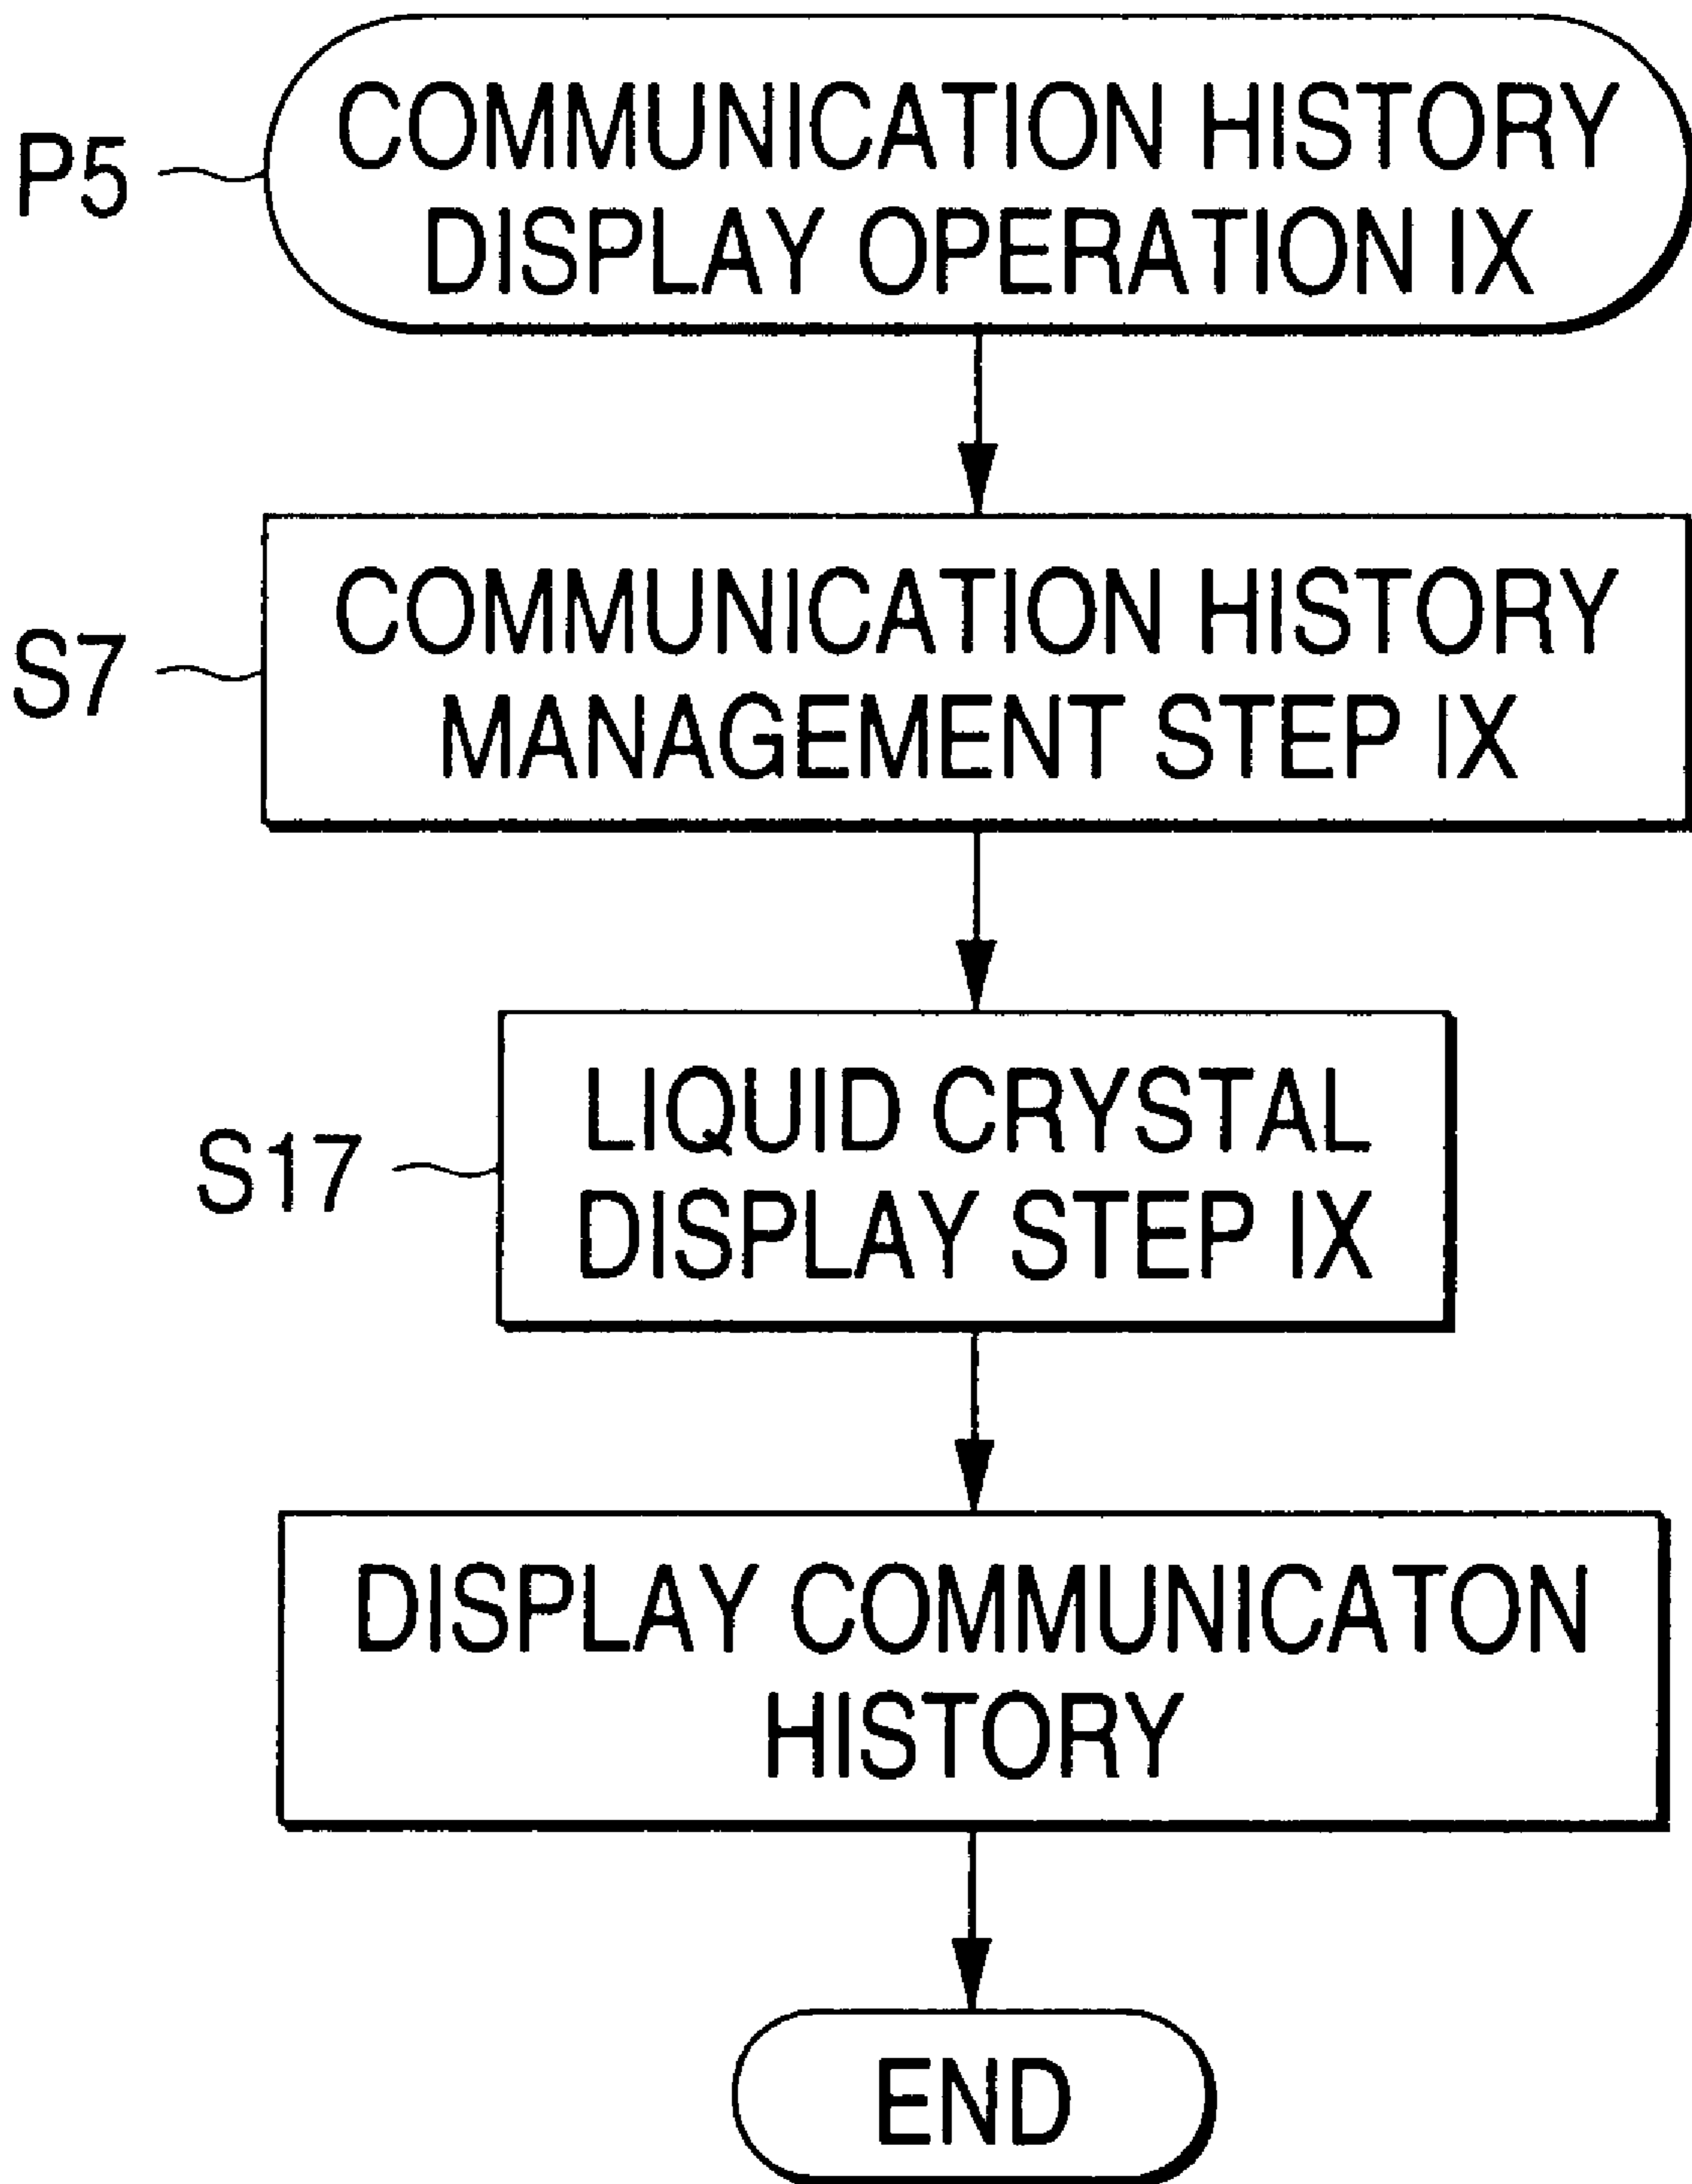 P5
COMMUNICATION HISTORY
DISPLAY OPERATION IX
S7
COMMUNICATION HISTORY
MANAGEMENT STEP IX
S17
LIQUID CRYSTAL
DISPLAY STEP IX
DISPLAY COMMUNICATON
HISTORY
END